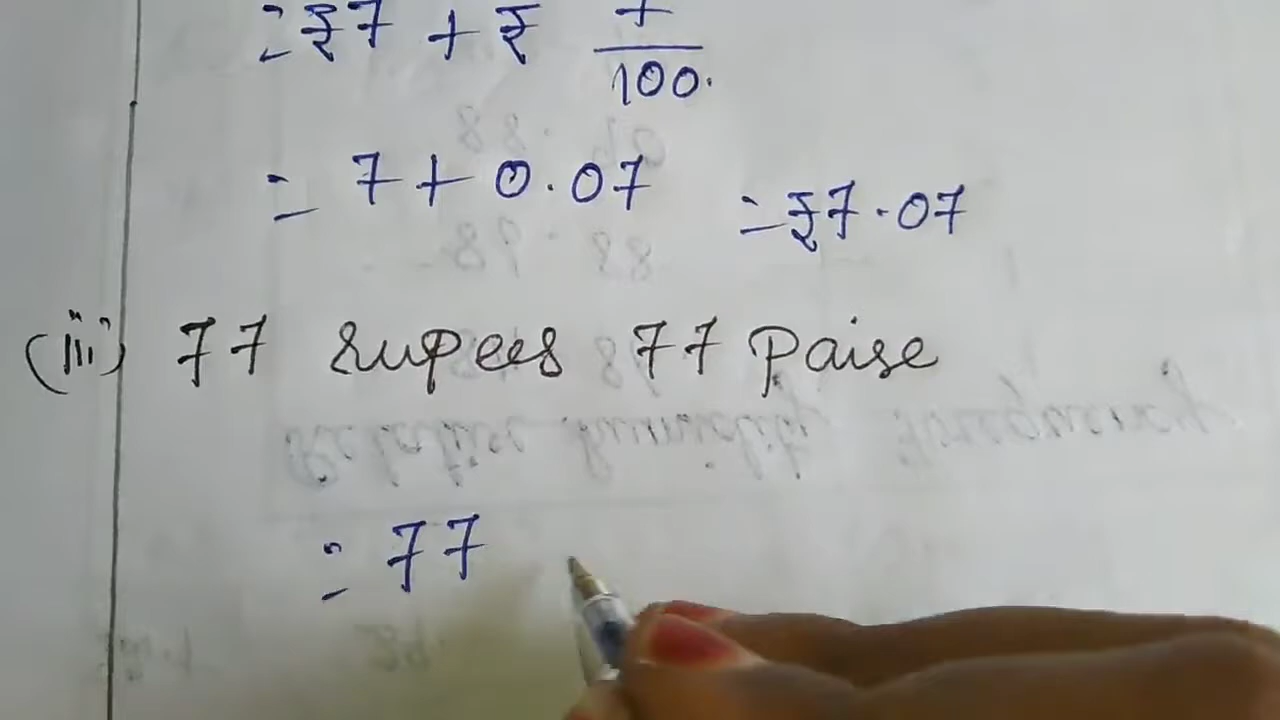 = ₹7 + ₹ 7/100.
= 7 + 0.07 = ₹7.07
(iii) 77 rupees 77 paise
= 77